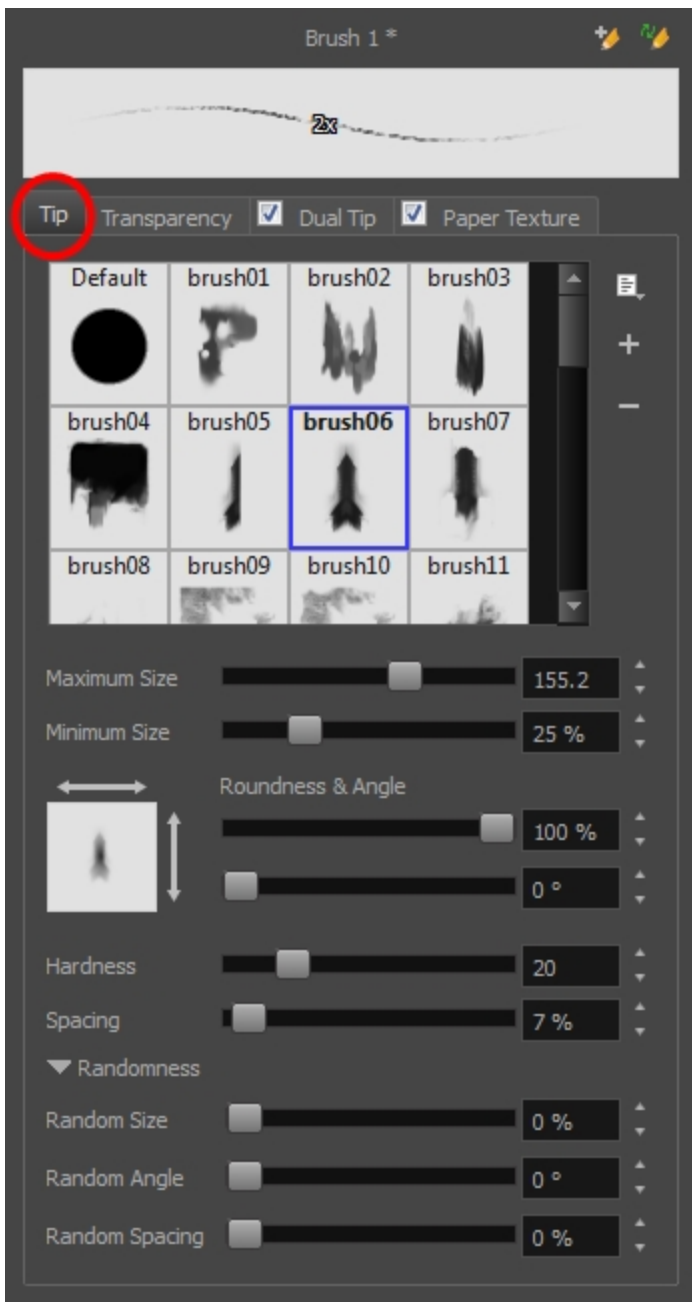 Brush 1 *
2x
Tip Transparency Dual Tip Paper Texture
Default brush01 brush02 brush03
brush04 brush05 brush06 brush07
brush08 brush09 brush10 brush11
Maximum Size 155.2
Minimum Size 25 %
Roundness & Angle
100 %
0 °
Hardness 20
Spacing 7 %
Randomness
Random Size 0 %
Random Angle 0 °
Random Spacing 0 %